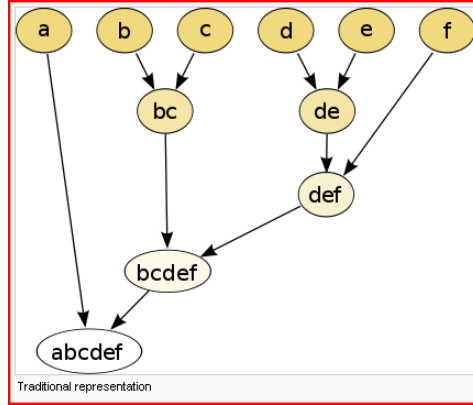 a b c d e f
bc de
def
bcdef
abcdef
Traditional representation